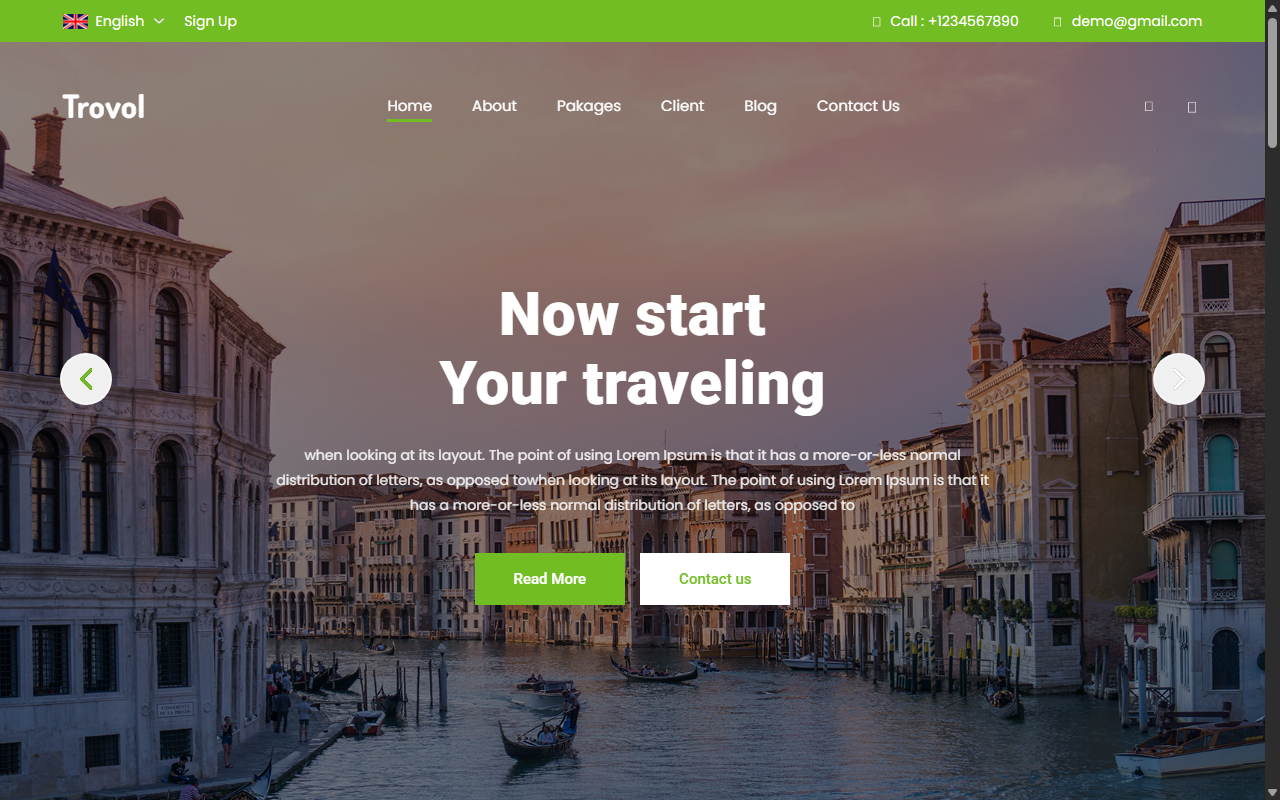 English Sign Up Call : +1234567890 demo@gmail.com
Trovol Home About Pakages Client Blog Contact Us
Now start
Your traveling
when looking at its layout. The point of using Lorem Ipsum is that it has a more-or-less normal
distribution of letters, as opposed towhen looking at its layout. The point of using Lorem Ipsum is that it
has a more-or-less normal distribution of letters, as opposed to
Read More Contact us